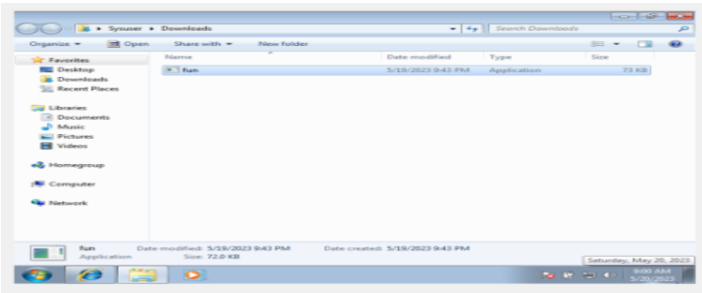 Sysuser Downloads
Search Downloads
Organize Open Share with New folder
Name Date modified Type Size
fun 5/19/2023 9:43 PM Application 73 KB
Favorites
Desktop
Downloads
Recent Places
Libraries
Documents
Music
Pictures
Videos
Homegroup
Computer
Network
fun Date modified: 5/19/2023 9:43 PM Date created: 5/19/2023 9:43 PM
Application Size: 72.0 KB
Saturday, May 20, 2023
9:00 AM
5/20/2023